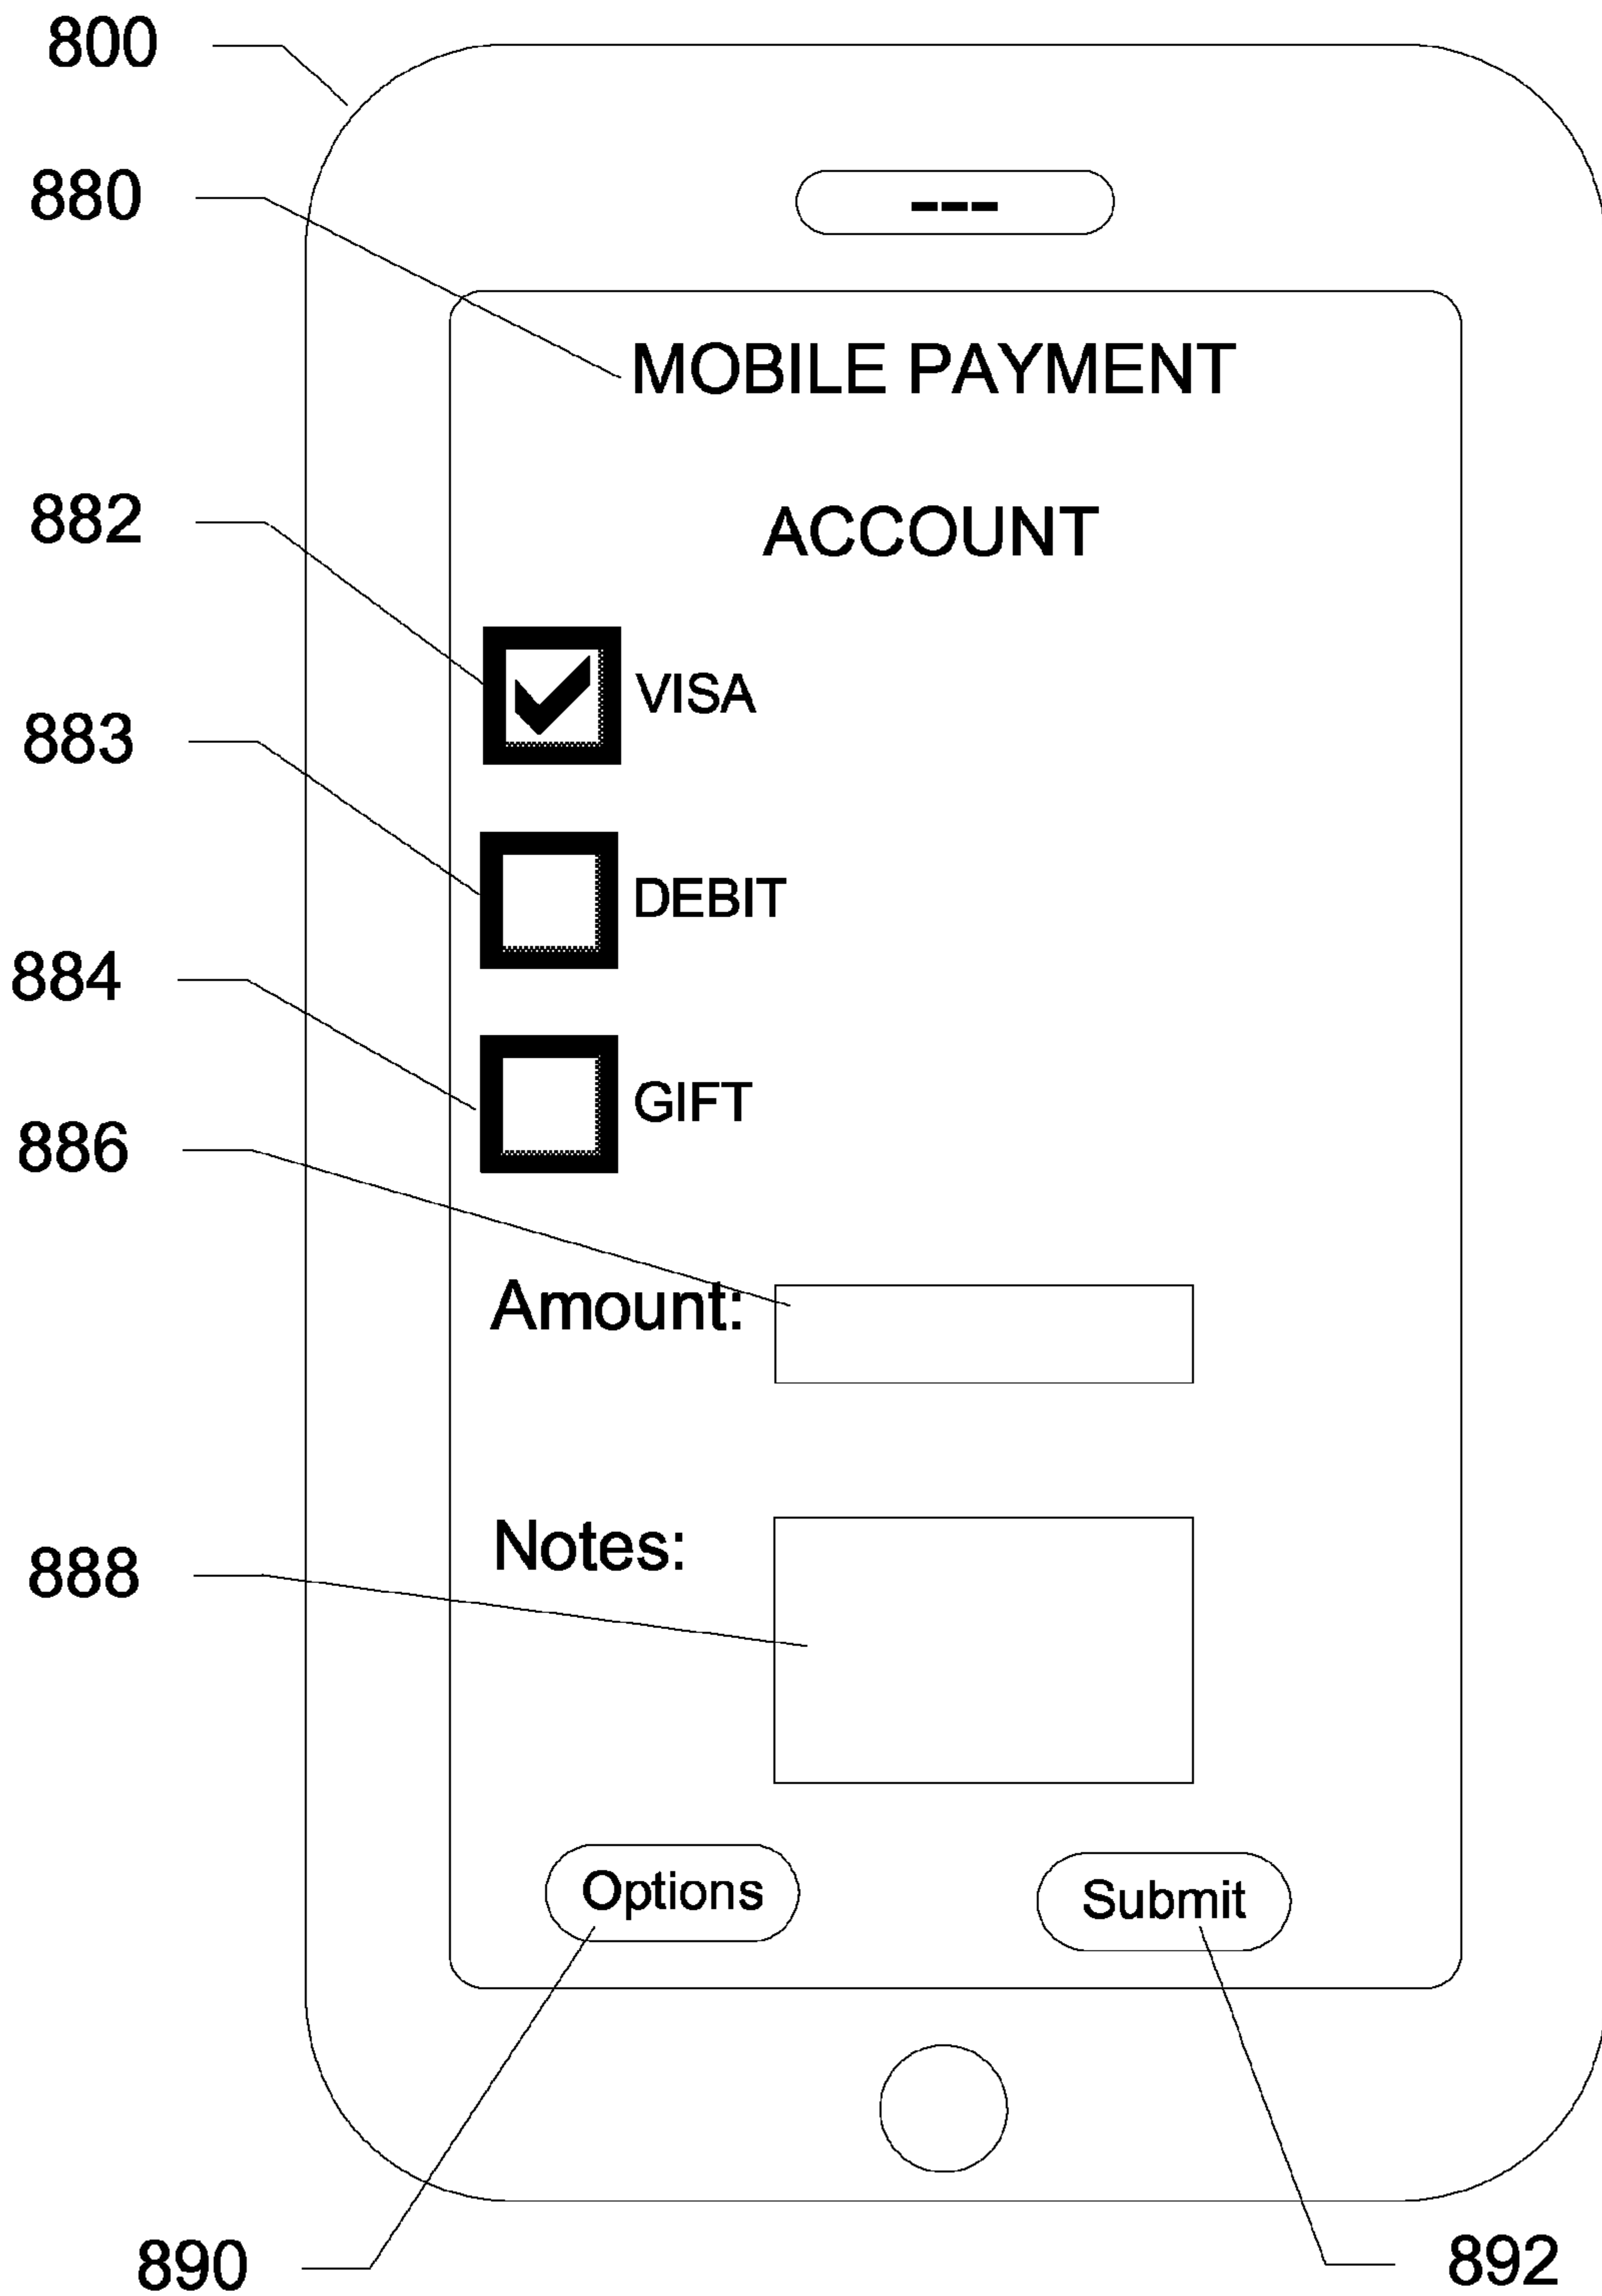 800
880
---
MOBILE PAYMENT
882
ACCOUNT
VISA
883
DEBIT
884
GIFT
886
Amount:
Notes:
888
Options
Submit
890
892